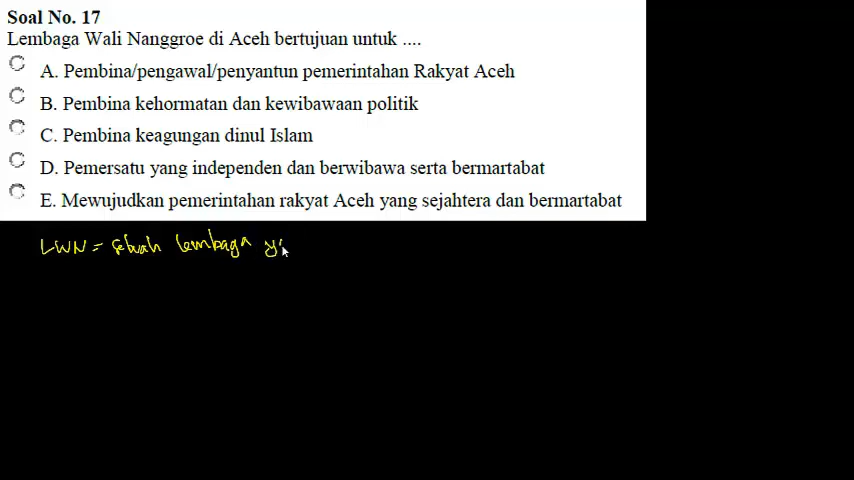 Soal No. 17
Lembaga Wali Nanggroe di Aceh bertujuan untuk ....
A. Pembina/pengawal/penyantun pemerintahan Rakyat Aceh
B. Pembina kehormatan dan kewibawaan politik
C. Pembina keagungan dinul Islam
D. Pemersatu yang independen dan berwibawa serta bermartabat
E. Mewujudkan pemerintahan rakyat Aceh yang sejahtera dan bermartabat
LWN = sebuah lembaga